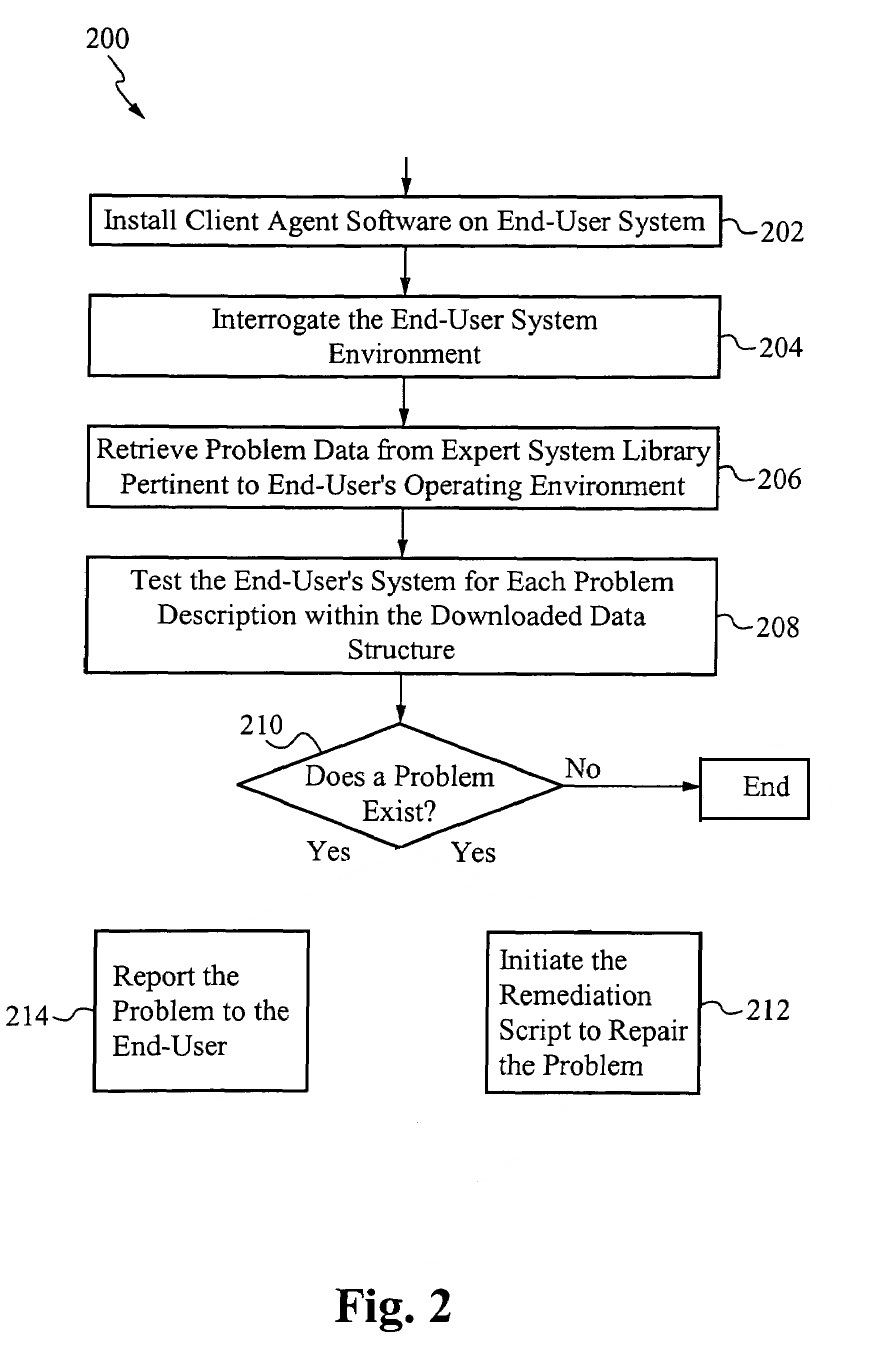 200
Install Client Agent Software on End-User System
202
Interrogate the End-User System
Environment
204
Retrieve Problem Data from Expert System Library
Pertinent to End-User's Operating Environment
206
Test the End-User's System for Each Problem
Description within the Downloaded Data
Structure
208
210
Does a Problem
Exist?
No
End
Yes
Yes
Report the
Problem to the
End-User
214
Initiate the
Remediation
Script to Repair
the Problem
212
Fig. 2